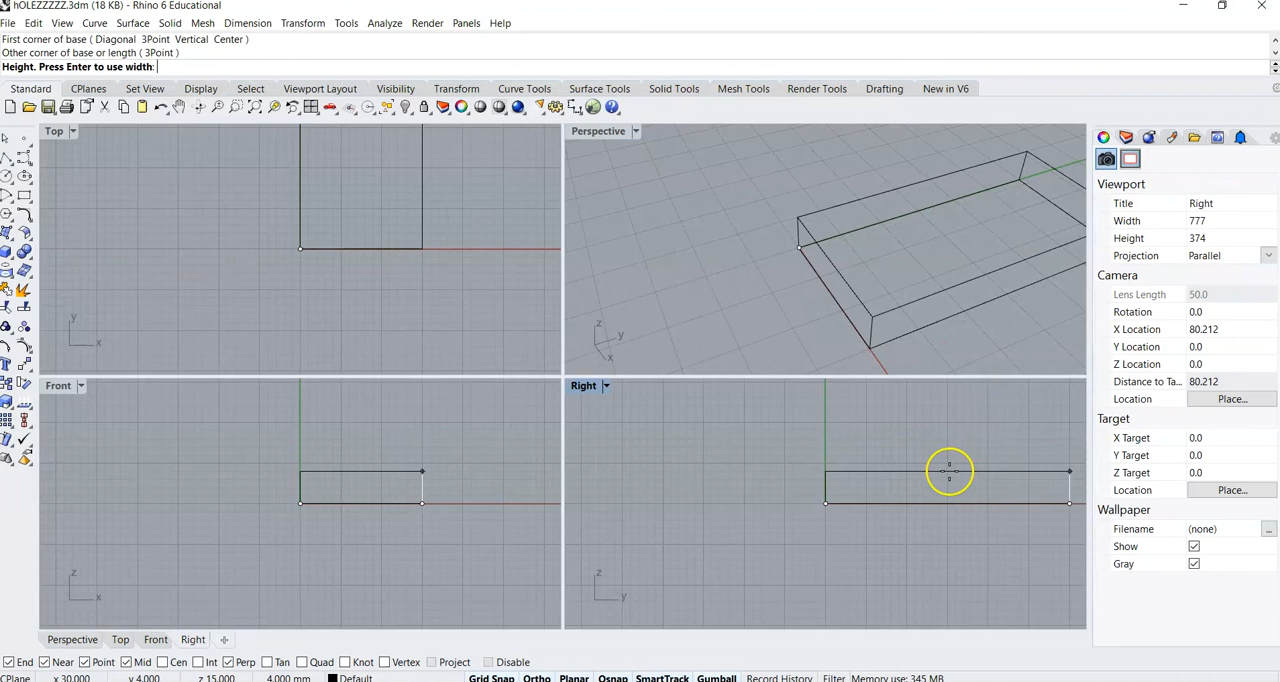 hOLEZZZZZ.3dm (18 KB) - Rhino 6 Educational
File Edit View Curve Surface Solid Mesh Dimension Transform Tools Analyze Render Panels Help
First corner of base ( Diagonal 3Point Vertical Center )
Other corner of base or length ( 3Point )
Height. Press Enter to use width:
Standard CPlanes Set View Display Select Viewport Layout Visibility Transform Curve Tools Surface Tools Solid Tools Mesh Tools Render Tools Drafting New in V6
Top
y
x
Perspective
z
y
x
Front
z
x
Right
z
y
Viewport
Title Right
Width 777
Height 374
Projection Parallel
Camera
Lens Length 50.0
Rotation 0.0
X Location 80.212
Y Location 0.0
Z Location 0.0
Distance to Ta... 80.212
Location Place...
Target
X Target 0.0
Y Target 0.0
Z Target 0.0
Location Place...
Wallpaper
Filename (none) ...
Show
Gray
Perspective Top Front Right
End Near Point Mid Cen Int Perp Tan Quad Knot Vertex Project Disable
CPlane x 30.000 y 4.000 z 15.000 4.000 mm Default Grid Snap Ortho Planar Osnap SmartTrack Gumball Record History Filter Memory use: 345 MB